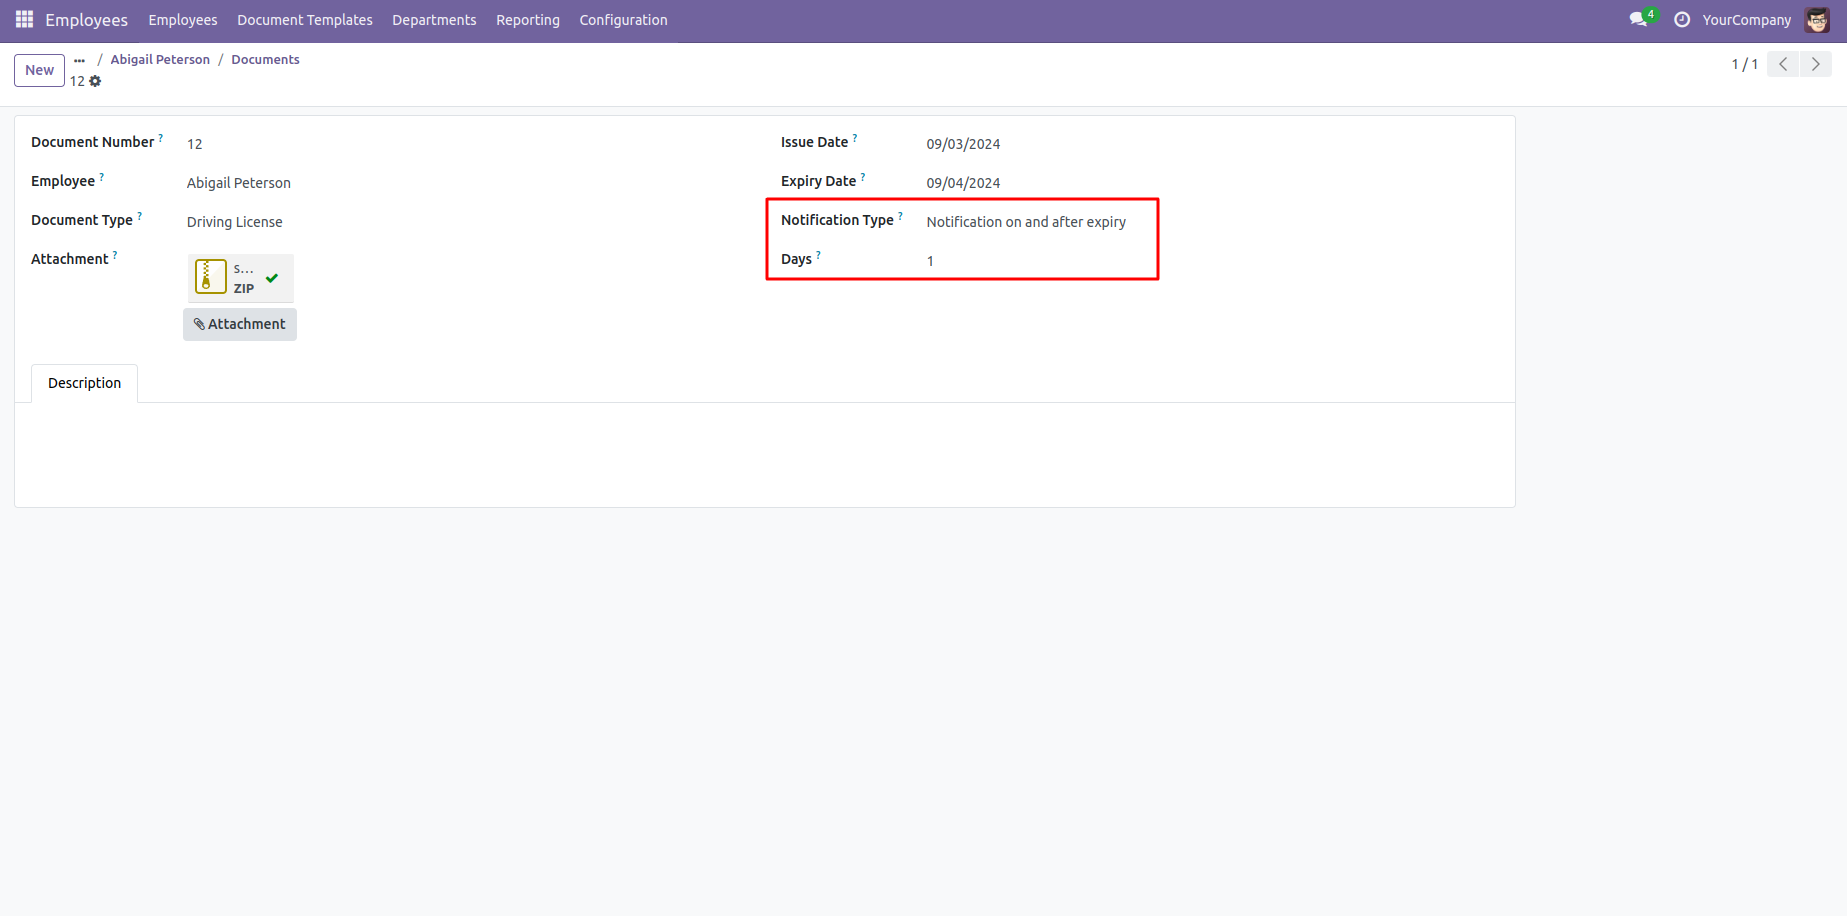 Employees Employees Document Templates Departments Reporting Configuration 4 YourCompany
New ... / Abigail Peterson / Documents 1 / 1
12
Document Number ? 12 Issue Date ? 09/03/2024
Employee ? Abigail Peterson Expiry Date ? 09/04/2024
Document Type ? Driving License Notification Type ? Notification on and after expiry
Attachment ? s... Days ? 1
ZIP
Attachment
Description